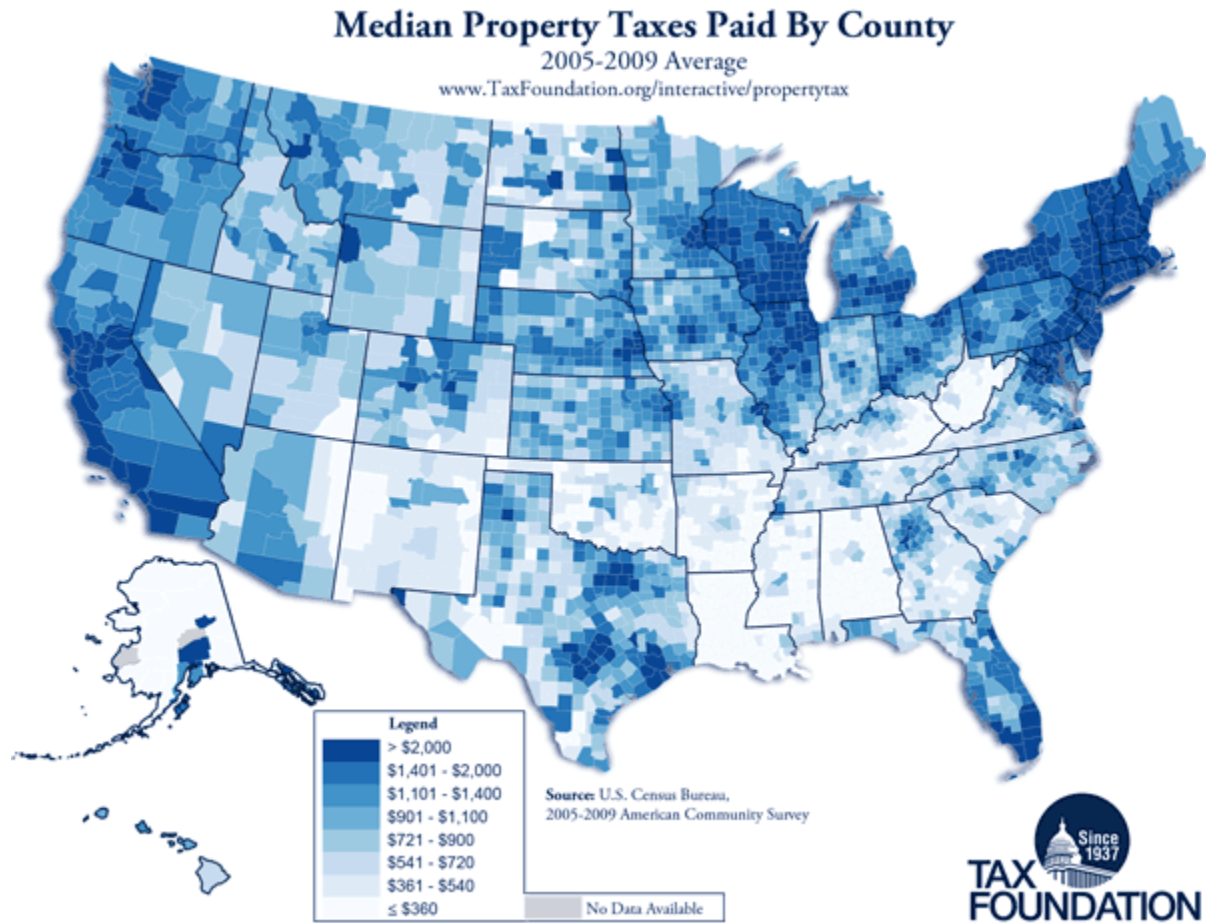 Median Property Taxes Paid By County
2005-2009 Average
www.TaxFoundation.org/interactive/propertytax
Legend
> $2,000
$1,401 - $2,000
$1,101 - $1,400
$901 - $1,100
$721 - $900
$541 - $720
$361 - $540
≤ $360
No Data Available
Source: U.S. Census Bureau,
2005-2009 American Community Survey
Since
1937
TAX
FOUNDATION